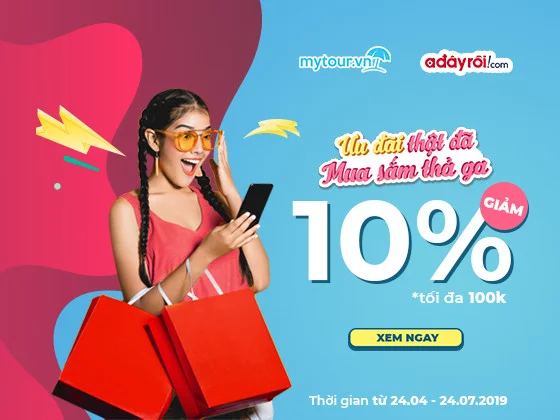 mytour.vn
ađâyrồi!.com
Ưu đãi thật đã
Mua sắm thả ga
GIẢM
10%
*tối đa 100k
XEM NGAY
Thời gian từ 24.04 - 24.07.2019